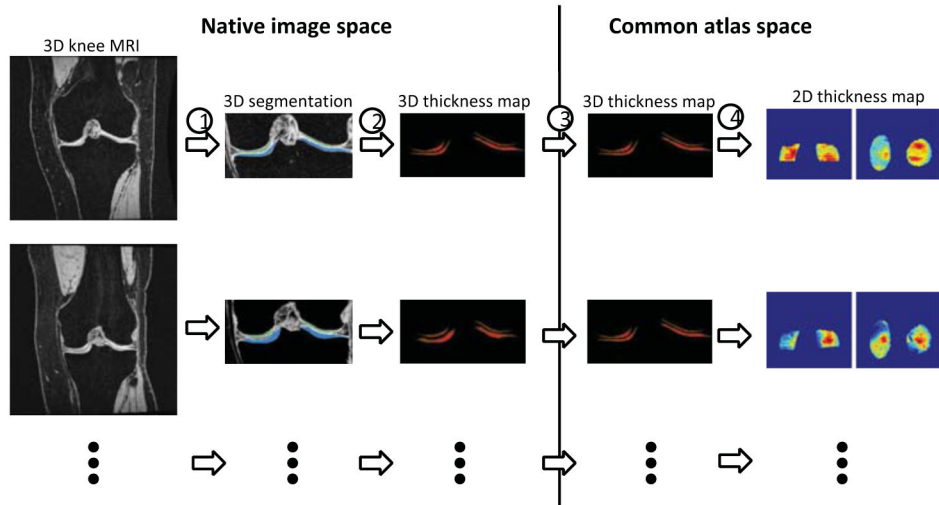 Native image space
Common atlas space
3D knee MRI
3D segmentation
3D thickness map
3D thickness map
2D thickness map
1
2
3
4